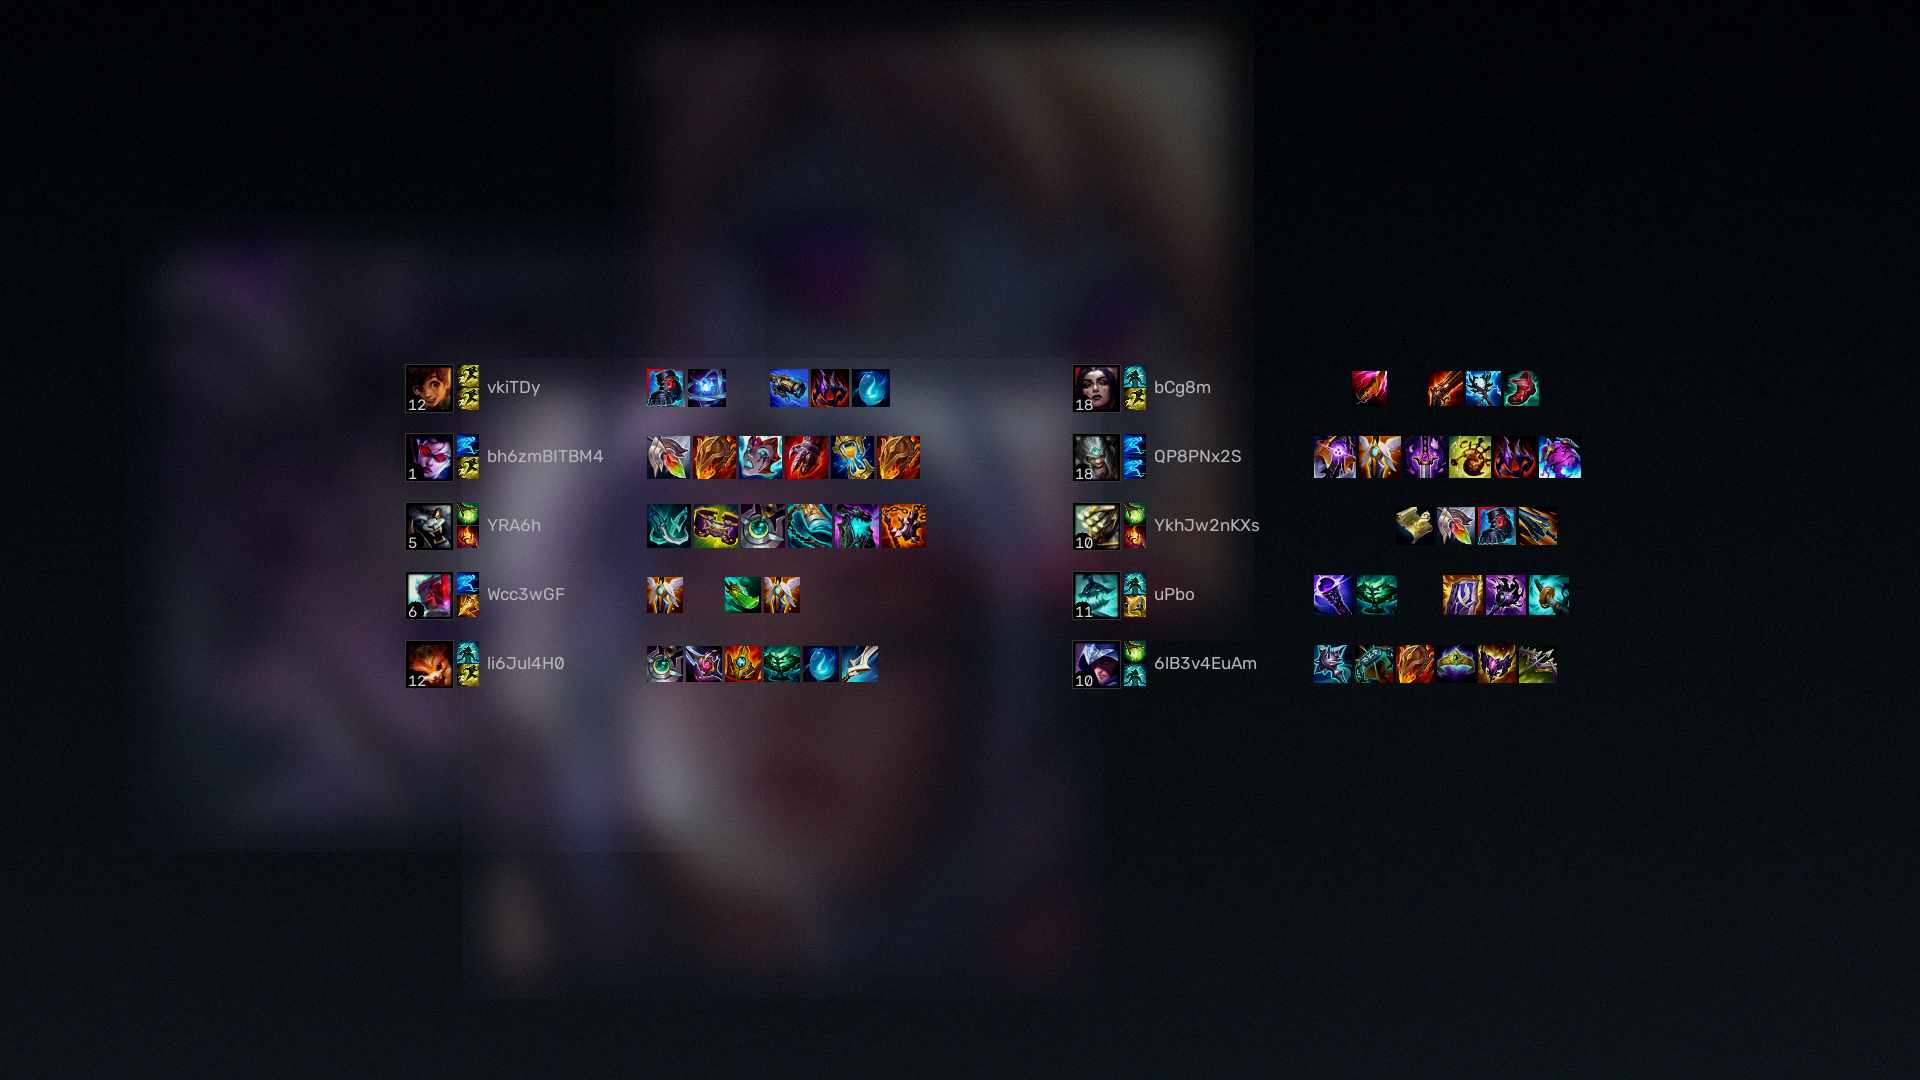 12 vkiTDy
1 bh6zmBITBM4
5 YRA6h
6 Wcc3wGF
12 li6Jul4H0
18 bCg8m
18 QP8PNx2S
10 YkhJw2nKXs
11 uPbo
10 6lB3v4EuAm